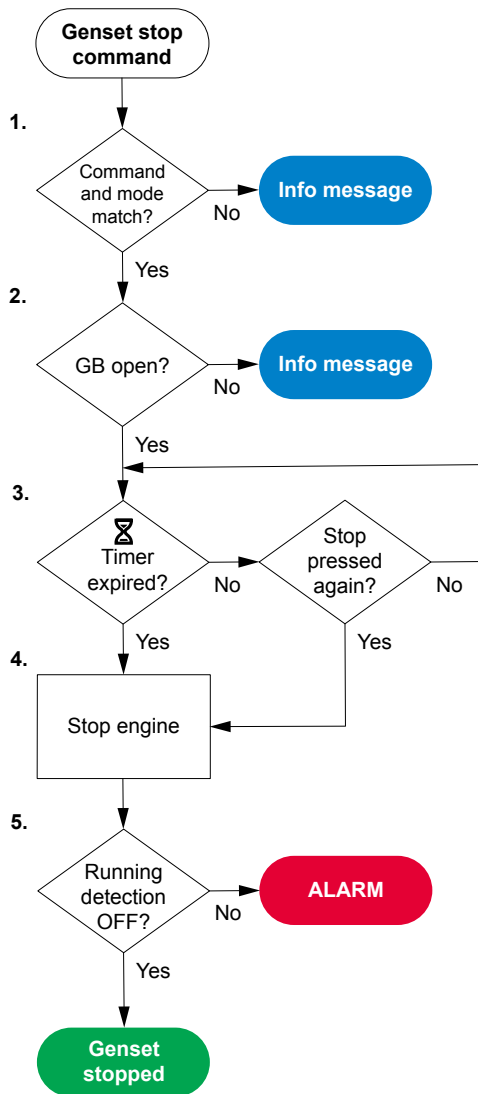 Genset stop
command
1.
Command
and mode
match?
No
Info message
Yes
2.
GB open?
No
Info message
Yes
3.
Timer
expired?
No
Stop
pressed
again?
No
Yes
Yes
4.
Stop engine
5.
Running
detection
OFF?
No
ALARM
Yes
Genset
stopped